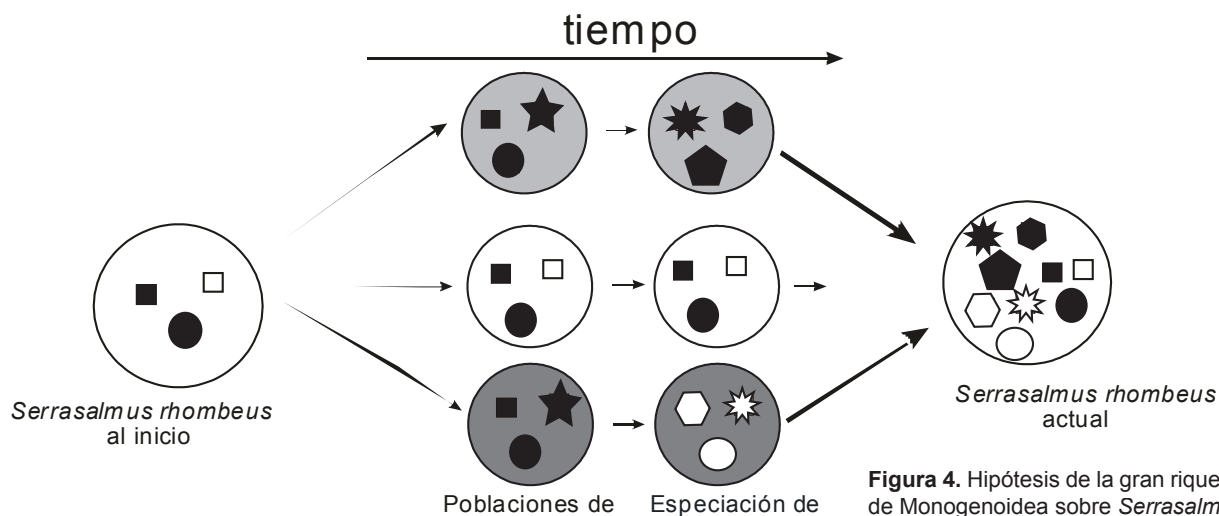 tiempo
Serrasalmus rhombeus
al inicio
Serrasalmus rhombeus
actual
Poblaciones de
Especiación de
Figura 4. Hipótesis de la gran rique
de Monogenoidea sobre Serrasalm